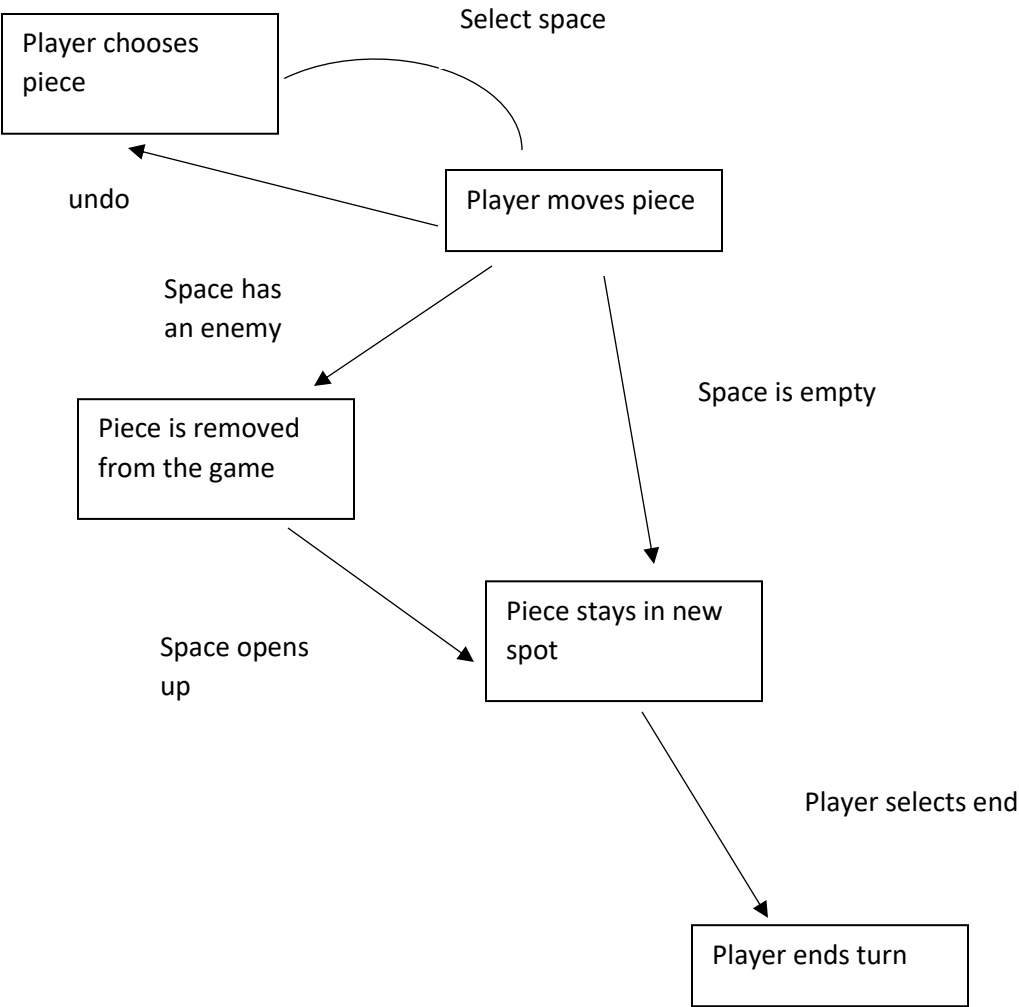 Select space
Player chooses
piece
undo
Player moves piece
Space has
an enemy
Space is empty
Piece is removed
from the game
Piece stays in new
spot
Space opens
up
Player selects end
Player ends turn